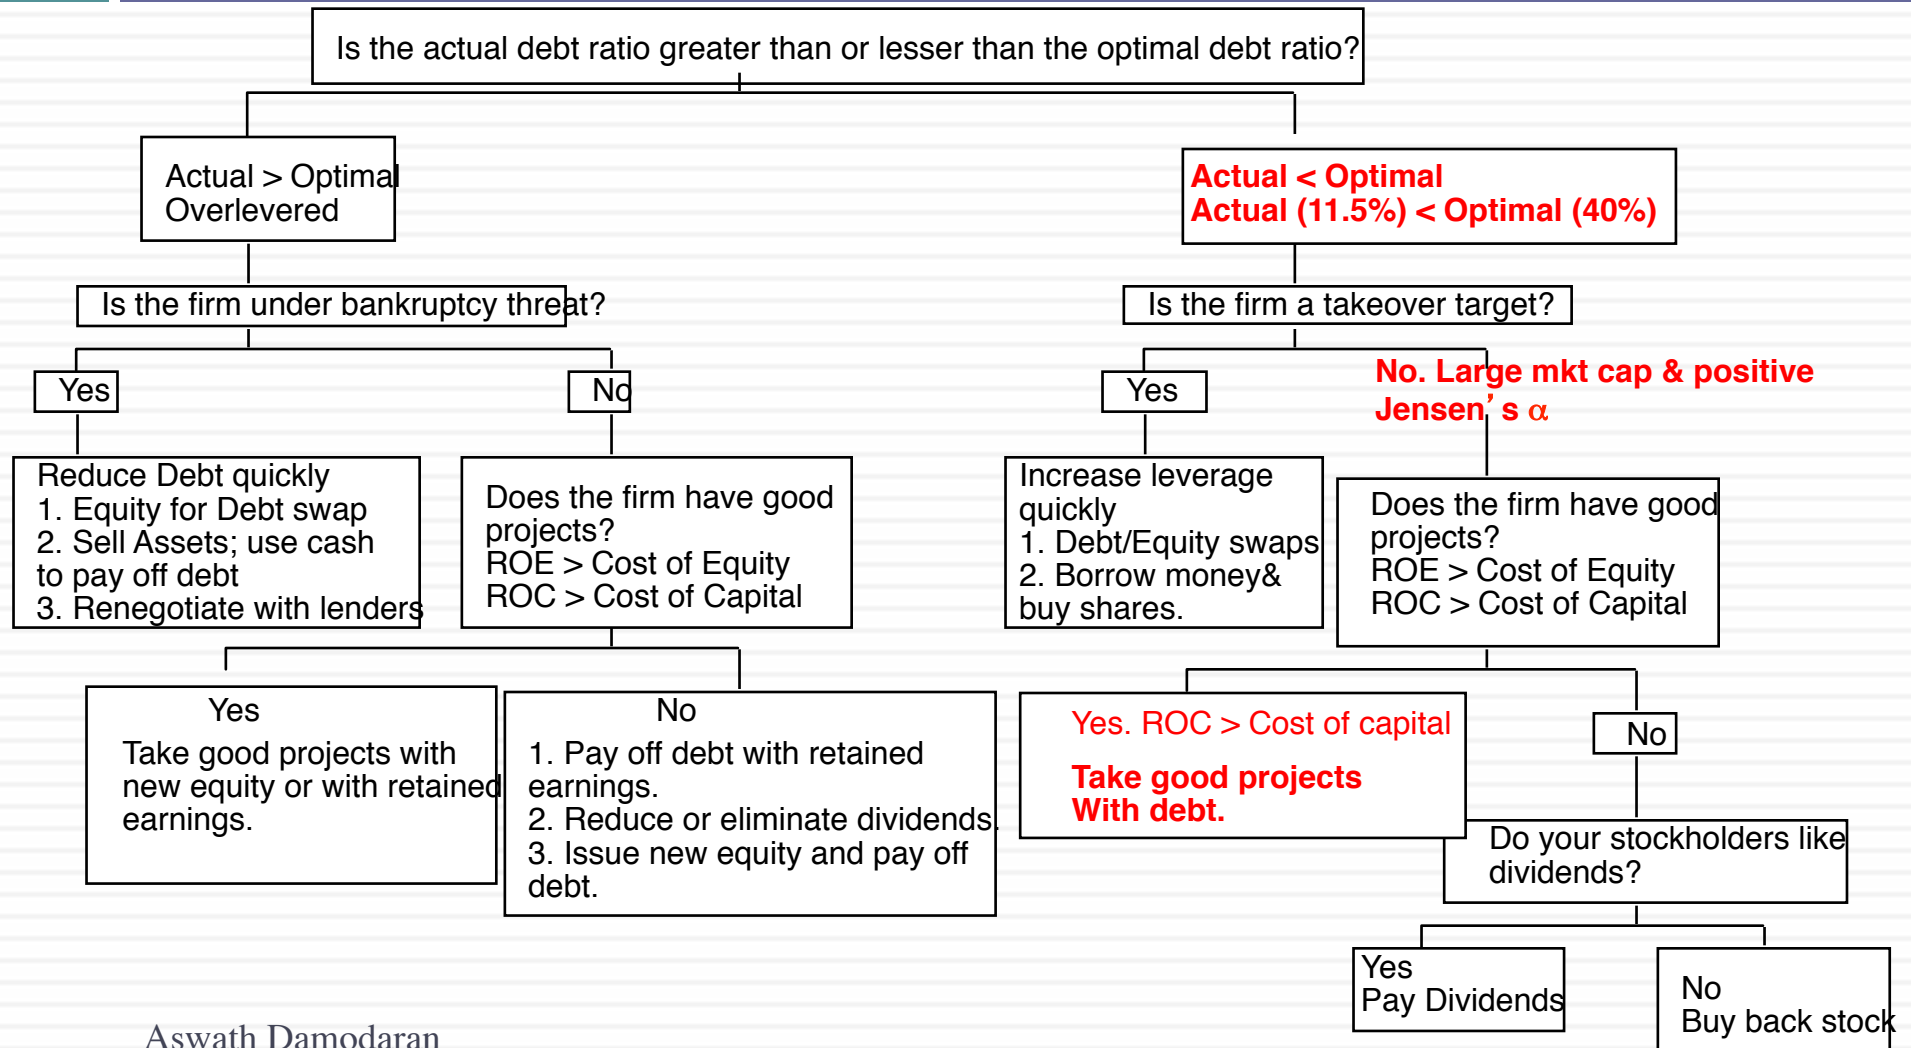 Is the actual debt ratio greater than or lesser than the optimal debt ratio?
Actual > Optimal
Overlevered
Actual < Optimal
Actual (11.5%) < Optimal (40%)
Is the firm under bankruptcy threat?
Is the firm a takeover target?
Yes
No
Yes
No. Large mkt cap & positive
Jensen’s α
Reduce Debt quickly
1. Equity for Debt swap
2. Sell Assets; use cash
to pay off debt
3. Renegotiate with lenders
Does the firm have good
projects?
ROE > Cost of Equity
ROC > Cost of Capital
Increase leverage
quickly
1. Debt/Equity swaps
2. Borrow money&
buy shares.
Does the firm have good
projects?
ROE > Cost of Equity
ROC > Cost of Capital
Yes
Take good projects with
new equity or with retained
earnings.
No
1. Pay off debt with retained
earnings.
2. Reduce or eliminate dividends.
3. Issue new equity and pay off
debt.
Yes. ROC > Cost of capital
Take good projects
With debt.
No
Do your stockholders like
dividends?
Yes
Pay Dividends
No
Buy back stock
Aswath Damodaran